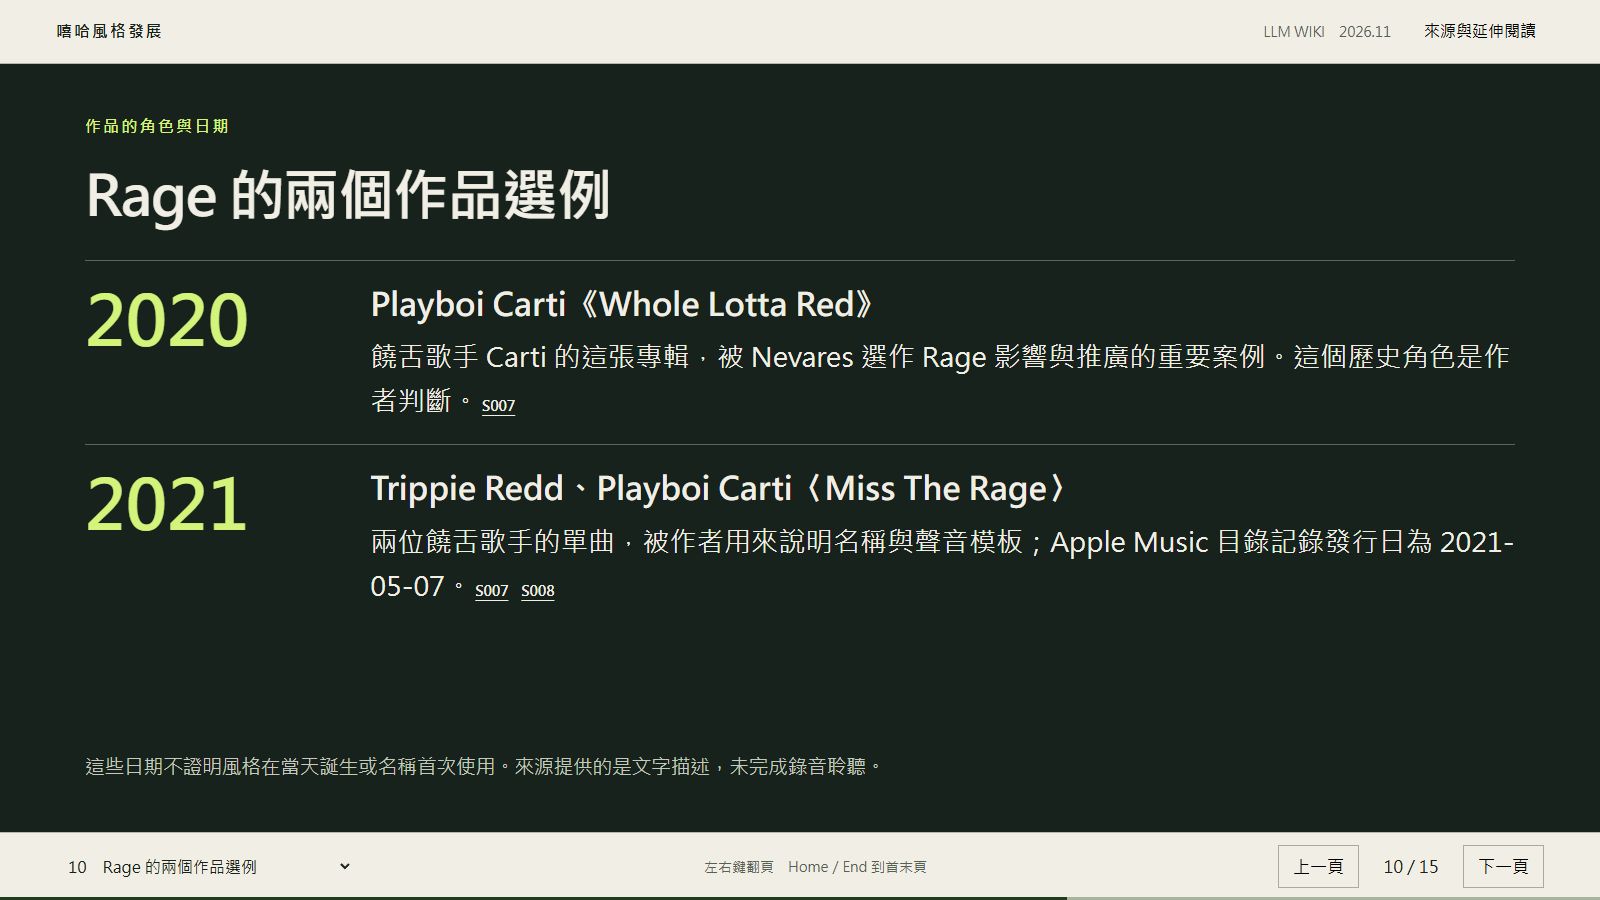 嘻哈風格發展
LLM WIKI 2026.11 來源與延伸閱讀
作品的角色與日期
Rage 的兩個作品選例
2020
Playboi Carti《Whole Lotta Red》
饒舌歌手 Carti 的這張專輯，被 Nevares 選作 Rage 影響與推廣的重要案例。這個歷史角色是作
者判斷。 S007
2021
Trippie Redd、Playboi Carti〈Miss The Rage〉
兩位饒舌歌手的單曲，被作者用來說明名稱與聲音模板；Apple Music 目錄記錄發行日為 2021-
05-07。 S007 S008
這些日期不證明風格在當天誕生或名稱首次使用。來源提供的是文字描述，未完成錄音聆聽。
10 Rage 的兩個作品選例
左右鍵翻頁 Home / End 到首末頁
上一頁 10 / 15 下一頁